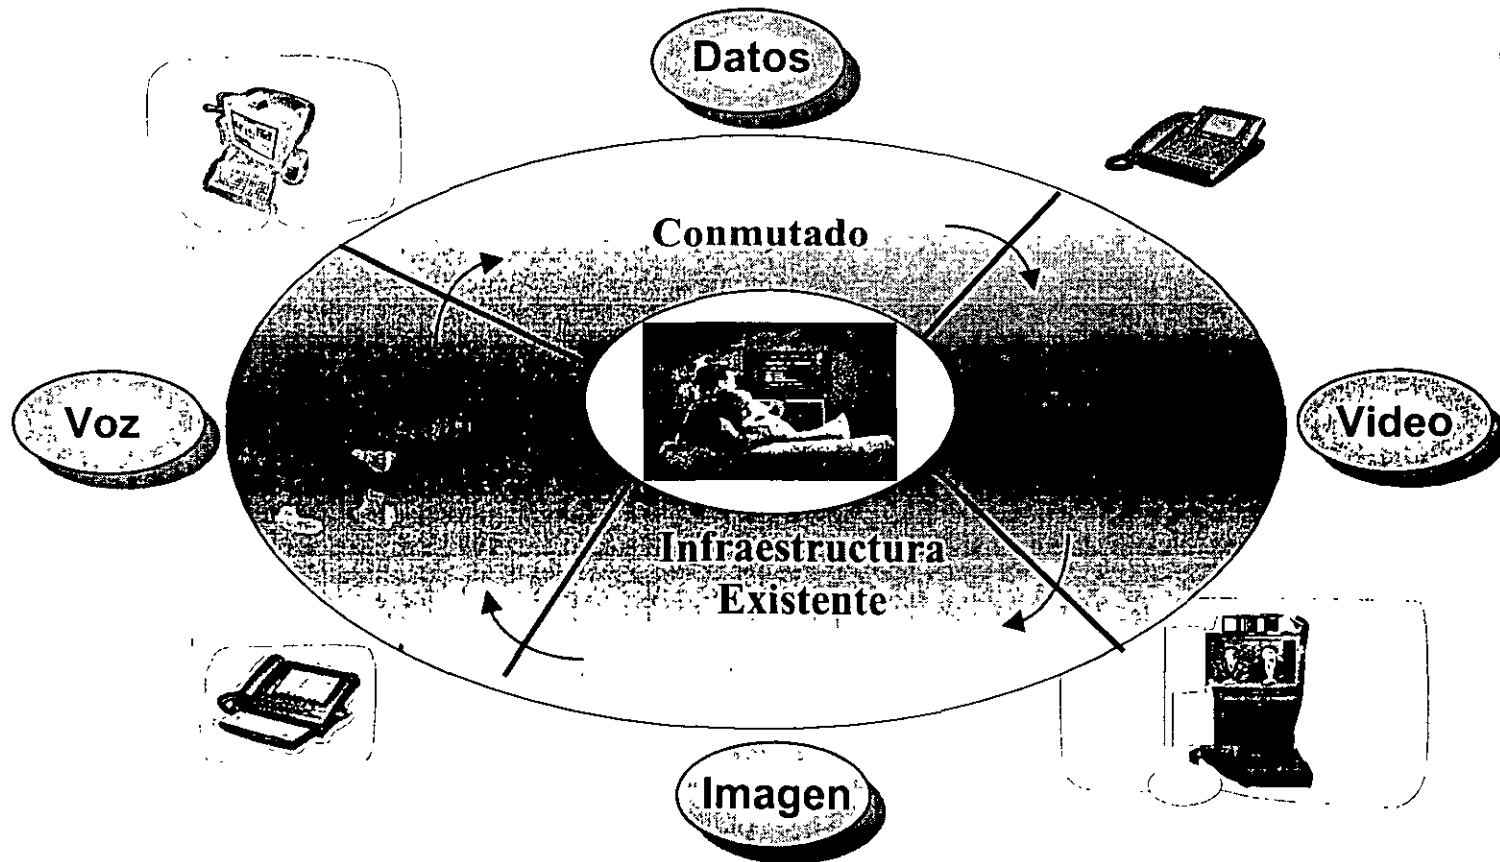 Datos
Conmutado
Voz
Video
Infraestructura
Existente
Imagen